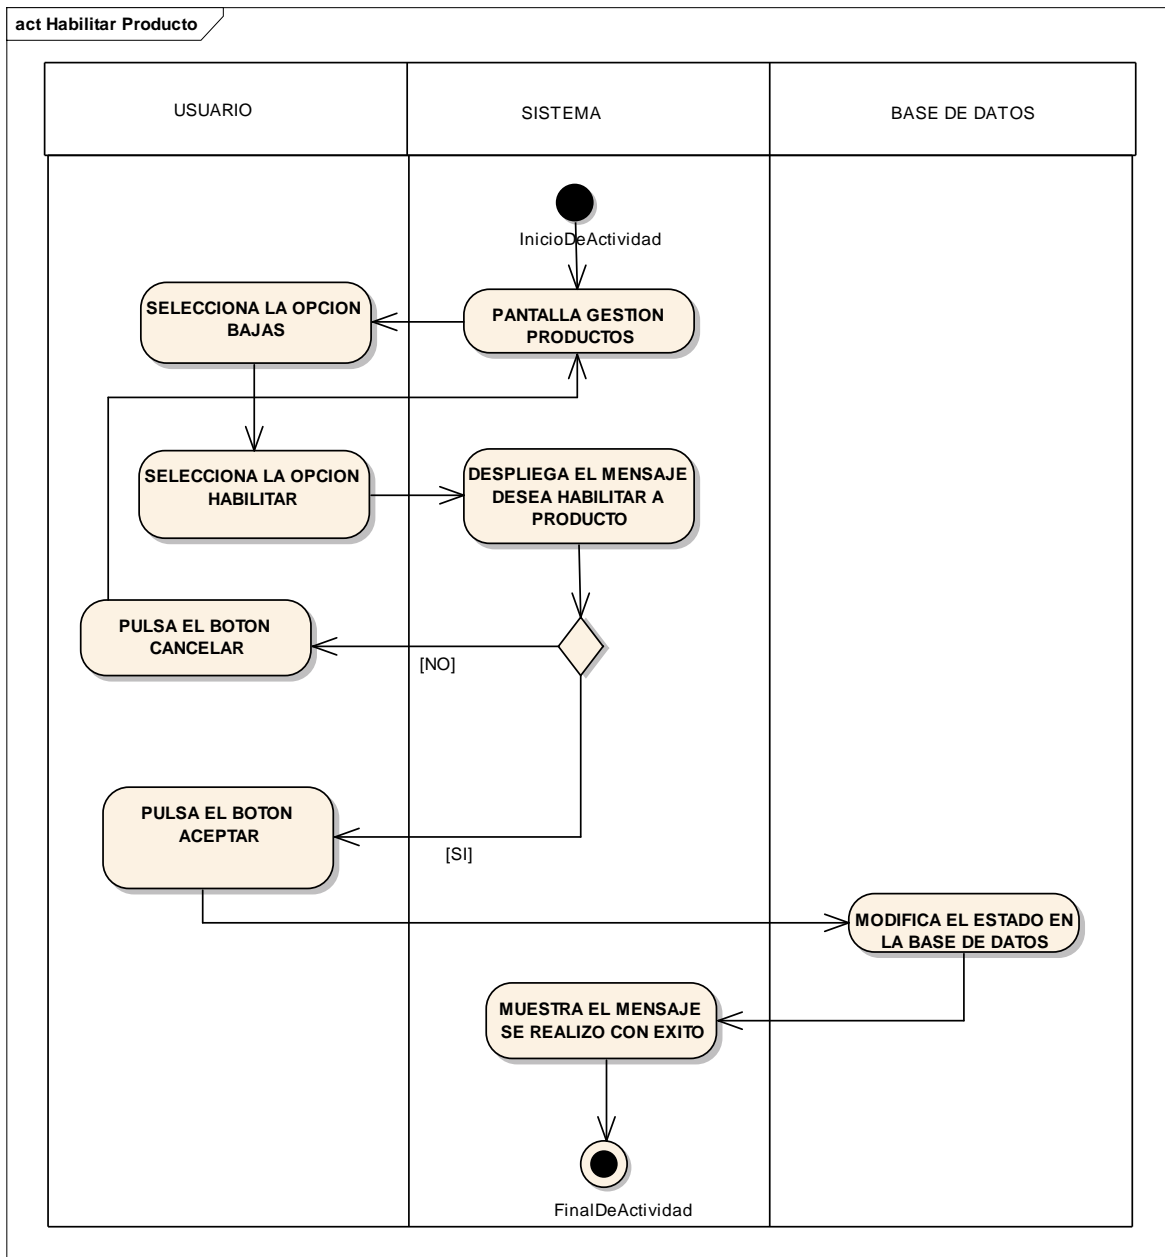 act Habilitar Producto
USUARIO
SISTEMA
BASE DE DATOS
InicioDeActividad
SELECCIONA LA OPCION
BAJAS
PANTALLA GESTION
PRODUCTOS
SELECCIONA LA OPCION
HABILITAR
DESPLIEGA EL MENSAJE
DESEA HABILITAR A
PRODUCTO
PULSA EL BOTON
CANCELAR
[NO]
PULSA EL BOTON
ACEPTAR
[SI]
MODIFICA EL ESTADO EN
LA BASE DE DATOS
MUESTRA EL MENSAJE
SE REALIZO CON EXITO
FinalDeActividad